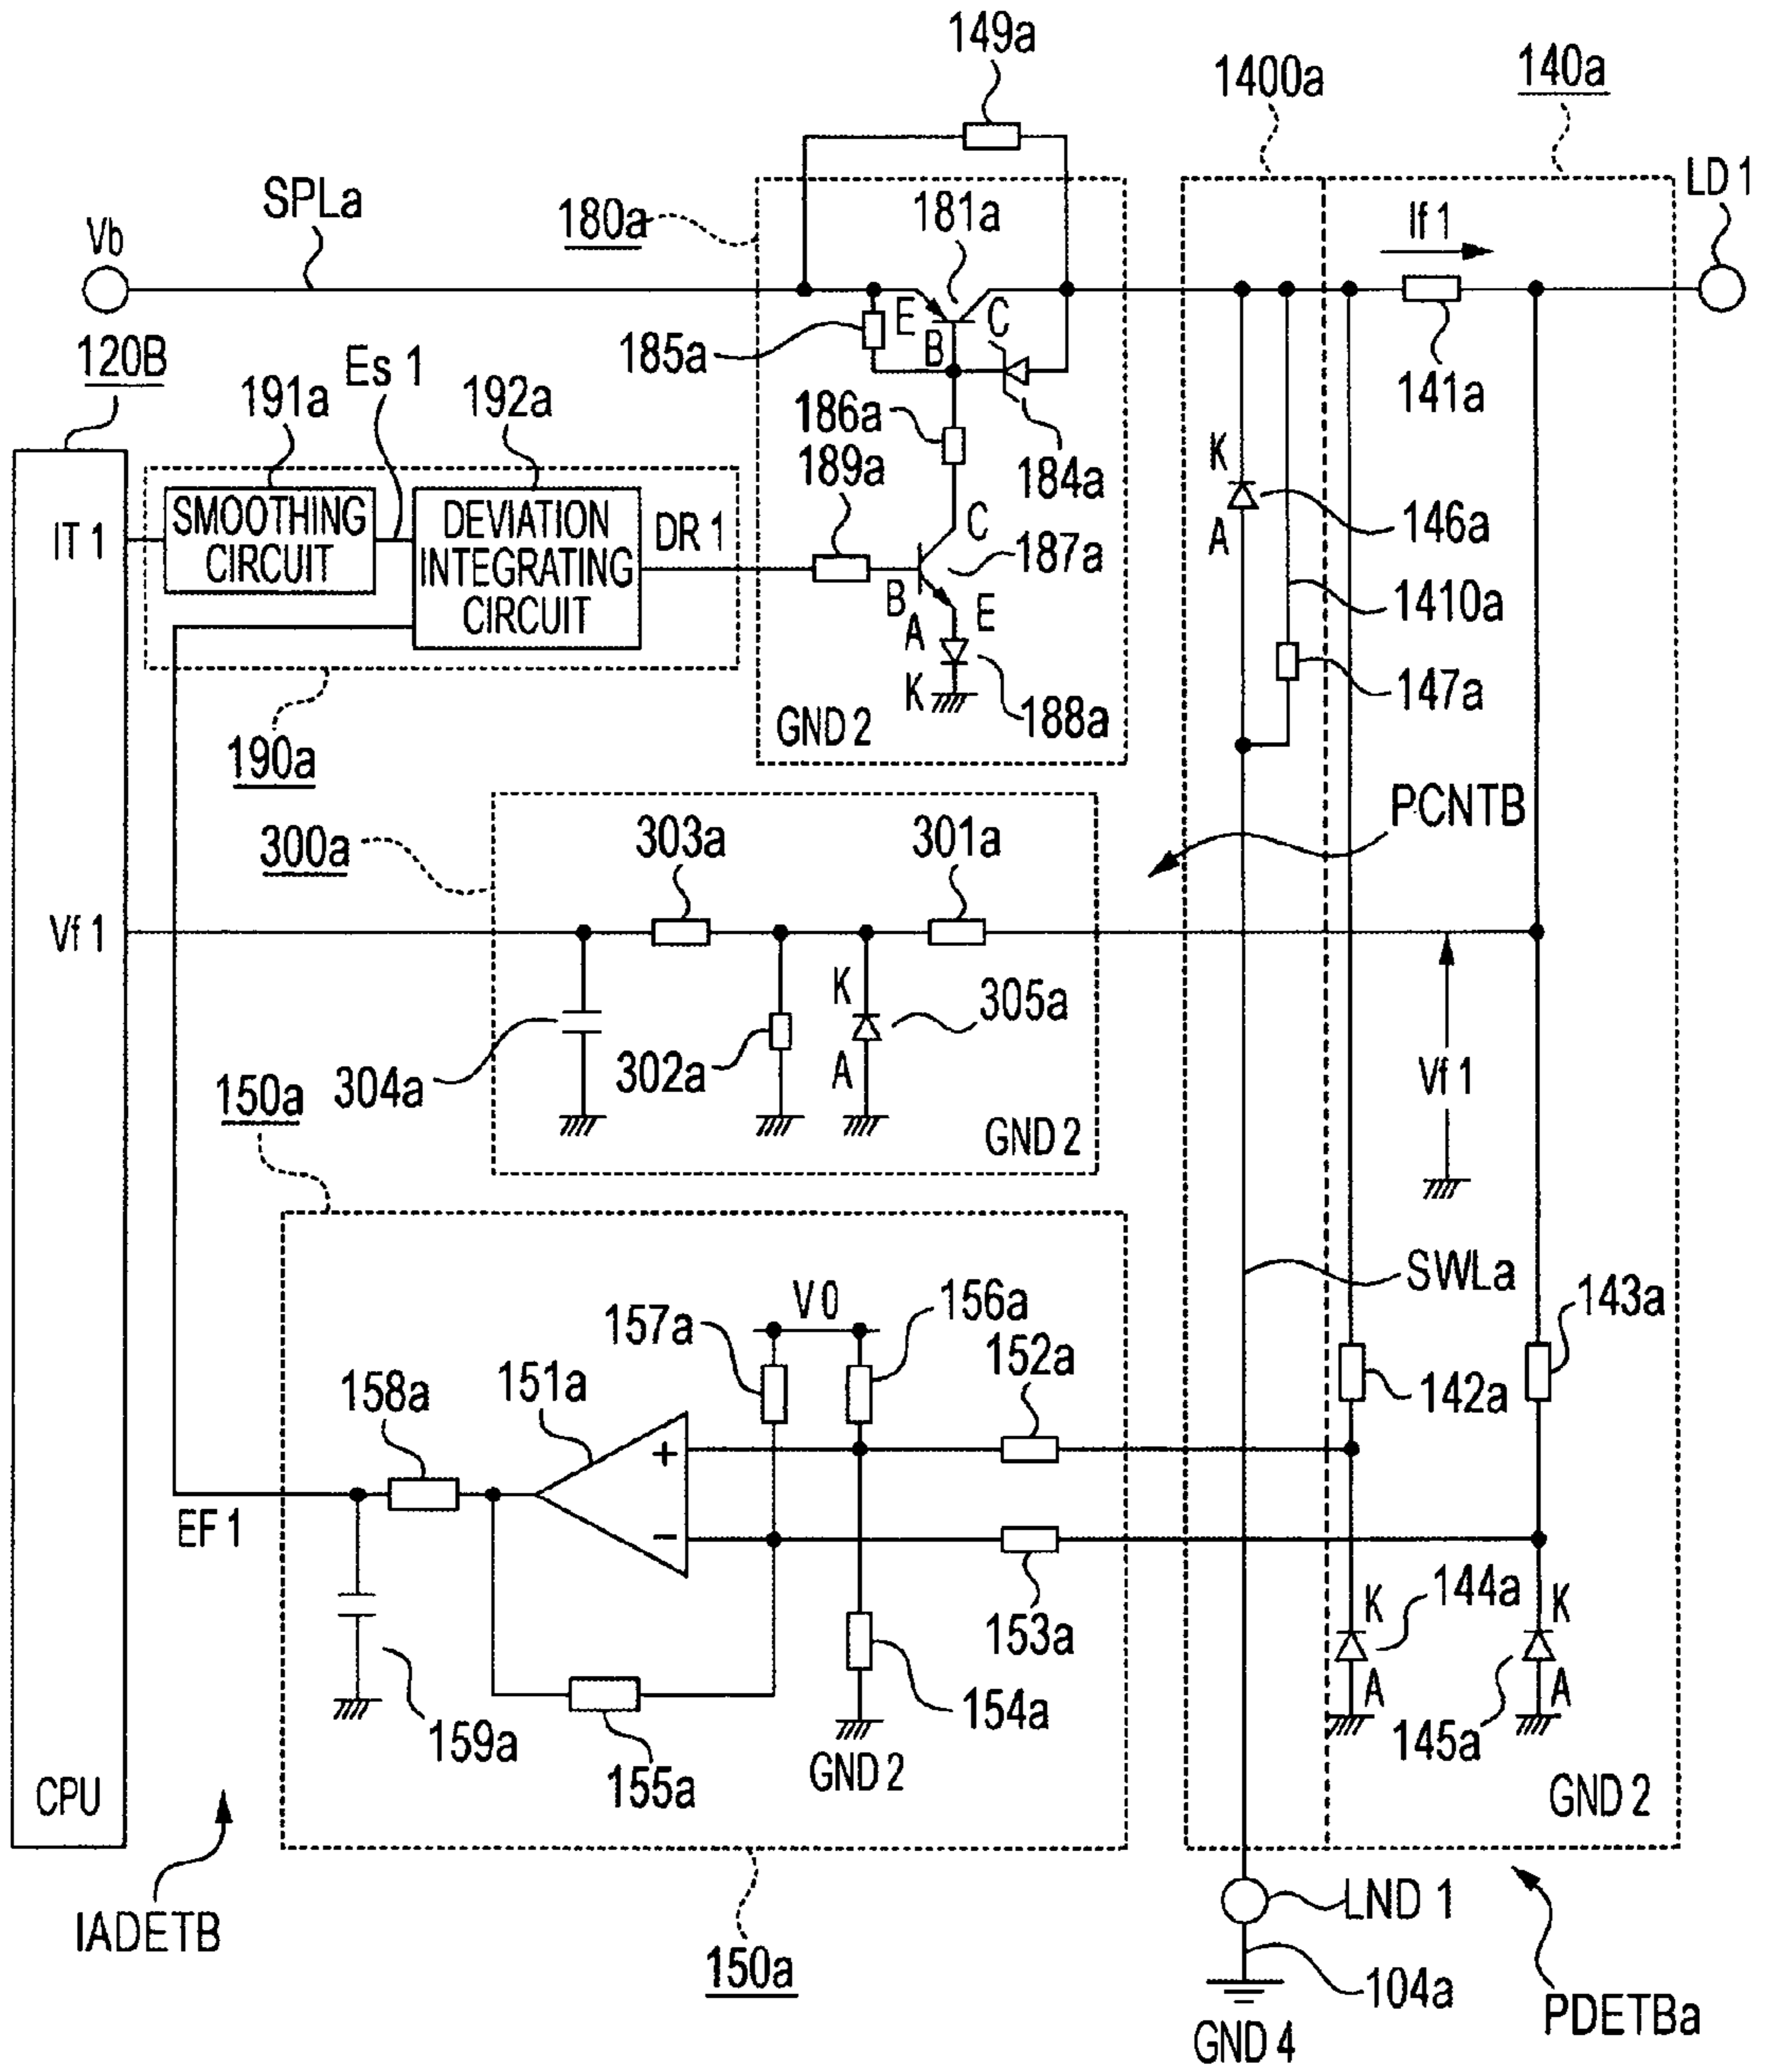 149a
1400a
140a
LD 1
SPLa
Vb
180a
181a
If 1
120B
Es 1
185a
E
B
C
141a
191a
192a
186a
189a
184a
K
A
146a
IT 1
SMOOTHING
CIRCUIT
DEVIATION
INTEGRATING
CIRCUIT
DR 1
C
187a
B
E
A
K
188a
GND 2
1410a
147a
190a
PCNTB
300a
303a
301a
Vf 1
K
A
305a
304a
302a
GND 2
Vf 1
150a
SWLa
143a
V 0
157a
156a
152a
158a
151a
142a
+
−
EF 1
153a
K
144a
A
K
A
145a
159a
155a
154a
GND 2
GND 2
CPU
IADETB
150a
LND 1
104a
GND 4
PDETBa